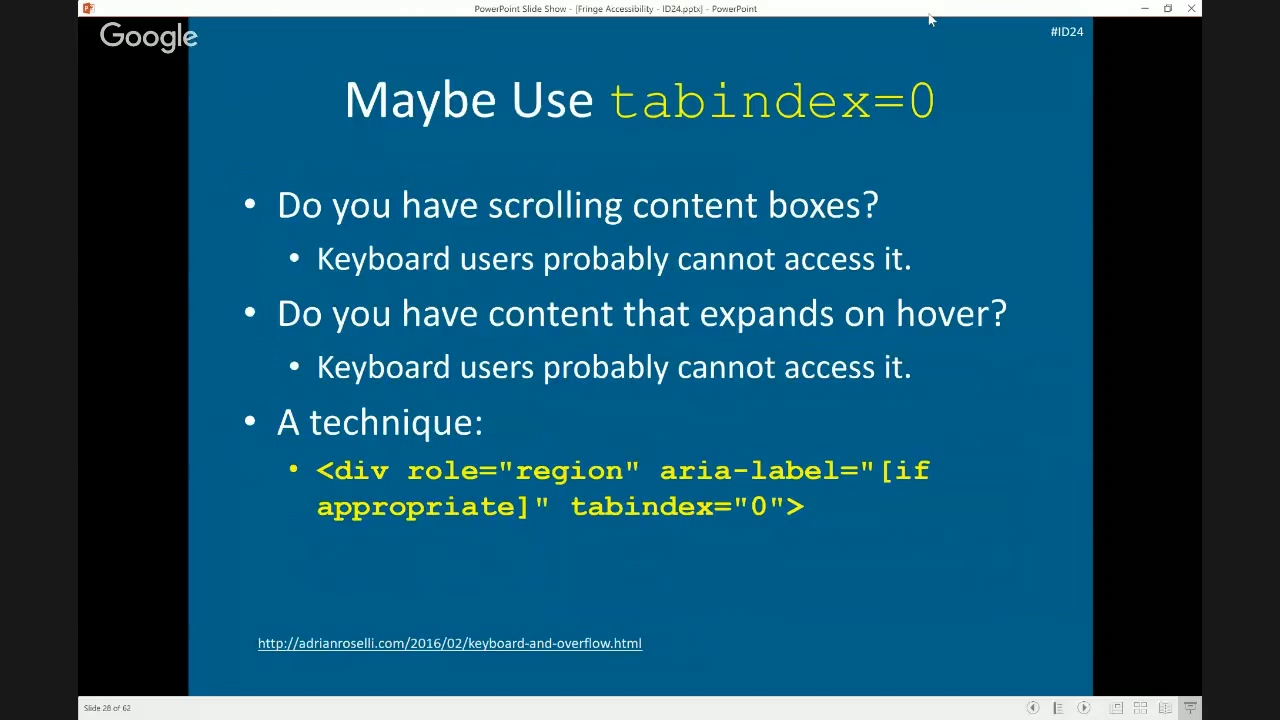 PowerPoint Slide Show - [Fringe Accessibility - ID24.pptx] - PowerPoint
Google
#ID24
Maybe Use tabindex=0
• Do you have scrolling content boxes?
• Keyboard users probably cannot access it.
• Do you have content that expands on hover?
• Keyboard users probably cannot access it.
• A technique:
• <div role="region" aria-label="[if
appropriate]" tabindex="0">
http://adrianroselli.com/2016/02/keyboard-and-overflow.html
Slide 28 of 62